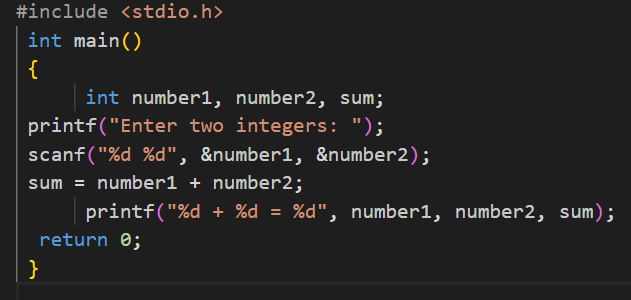 #include <stdio.h>
int main()
{
int number1, number2, sum;
printf("Enter two integers: ");
scanf("%d %d", &number1, &number2);
sum = number1 + number2;
printf("%d + %d = %d", number1, number2, sum);
return 0;
}